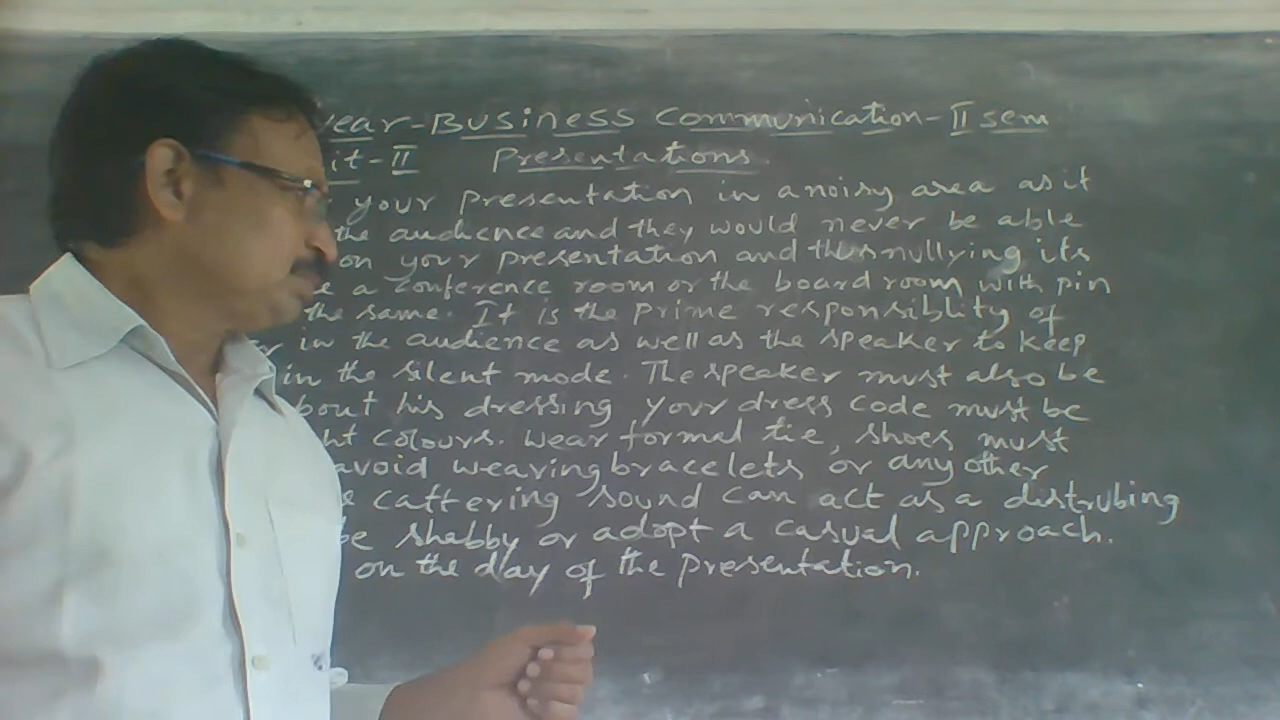 ear-Business Communication-II sem
it-II Presentations
your presentation in a noisy area as it
the audience and they would never be able
on your presentation and thus nullying its
e a conference room or the board room with pin
the same. It is the prime responsiblity of
er in the audience as well as the speaker to keep
in the silent mode. The speaker must also be
bout his dressing your dress code must be
ht colours. Wear formal tie, shoes must
avoid wearing bracelets or any other
cattering sound can act as a distrubing
be shabby or adopt a casual approach.
on the day of the presentation.